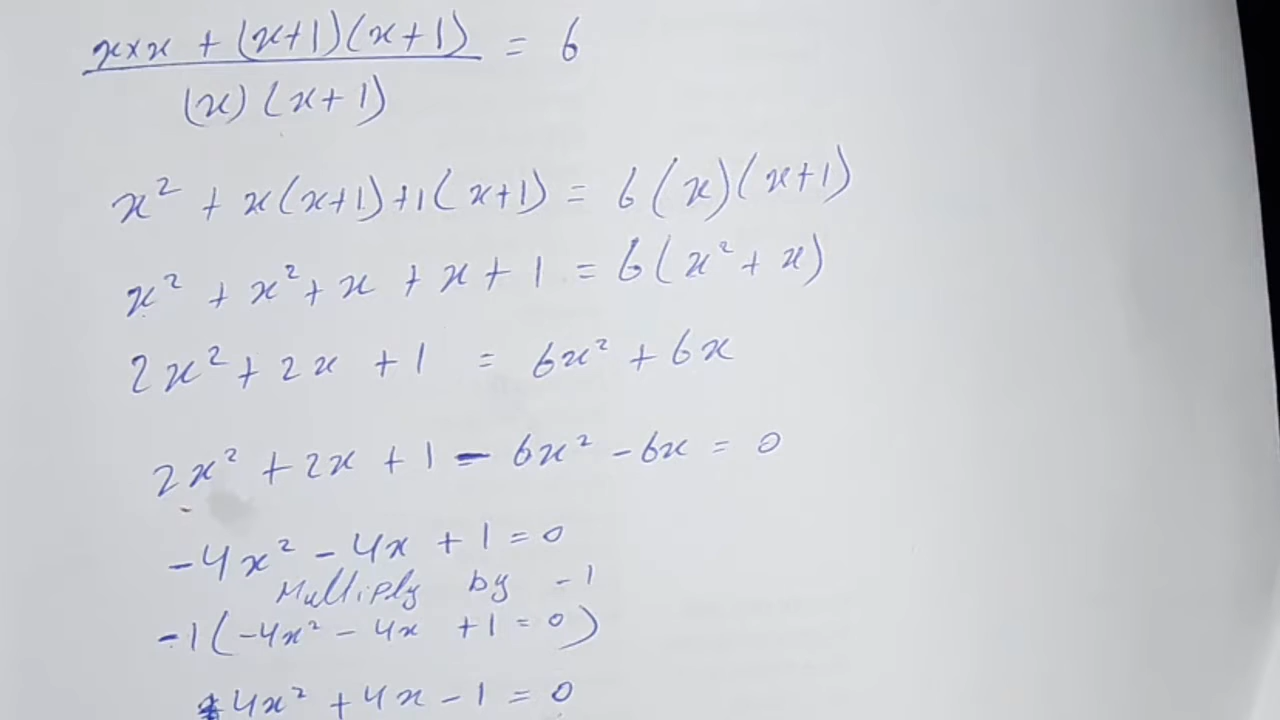 x×x + (x+1)(x+1) = 6
(x) (x+1)
x² + x(x+1)+1(x+1) = 6(x)(x+1)
x² + x² + x + x + 1 = 6(x² + x)
2x² + 2x + 1 = 6x² + 6x
2x² + 2x + 1 - 6x² - 6x = 0
-4x² - 4x + 1 = 0
Multiply by -1
-1(-4x² - 4x + 1 = 0)
4x² + 4x - 1 = 0